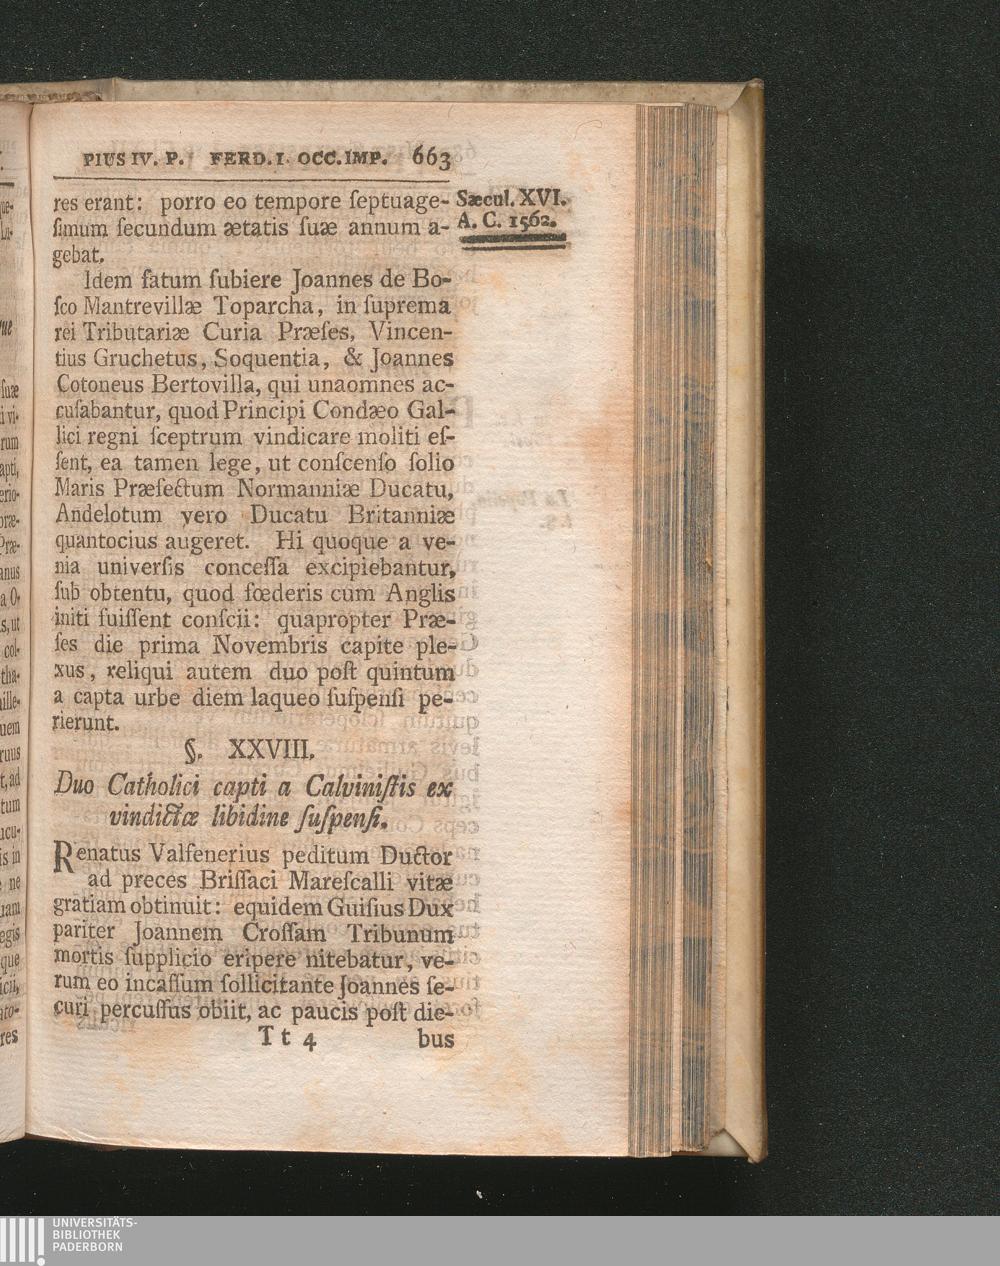 PIUS IV. P. FERD. I. OCC. IMP. 663
res erant: porro eo tempore ſeptuage-
ſimum ſecundum ætatis ſuæ annum a-
gebat.
Sæcul. XVI.
A. C. 1562.
Idem fatum ſubiere Joannes de Bo-
ſco Mantrevillæ Toparcha, in ſuprema
rei Tributariæ Curia Præſes, Vincen-
tius Gruchetus, Soquentia, & Joannes
Cotoneus Bertovilla, qui unaomnes ac-
cuſabantur, quod Principi Condæo Gal-
lici regni ſceptrum vindicare moliti eſ-
ſent, ea tamen lege, ut conſcenſo ſolio
Maris Præfectum Normanniæ Ducatu,
Andelotum vero Ducatu Britanniæ
quantocius augeret. Hi quoque a ve-
nia univerſis conceſſa excipiebantur,
ſub obtentu, quod fœderis cum Anglis
initi fuiſſent conſcii: quapropter Præ-
ſes die prima Novembris capite ple-
xus, reliqui autem duo poſt quintum
a capta urbe diem laqueo ſuſpenſi pe-
rierunt.
§. XXVIII.
Duo Catholici capti a Calviniſtis ex
vindictæ libidine ſuſpenſi.
Renatus Valfenerius peditum Ductor
ad preces Briſſaci Mareſcalli vitæ
gratiam obtinuit: equidem Guiſius Dux
pariter Joannem Croſſam Tribunum
mortis ſupplicio eripere nitebatur, ve-
rum eo incaſſum ſollicitante Joannes ſe-
curi percuſſus obiit, ac paucis poſt die-
Tt 4 bus
UNIVERSITÄTS-
BIBLIOTHEK
PADERBORN